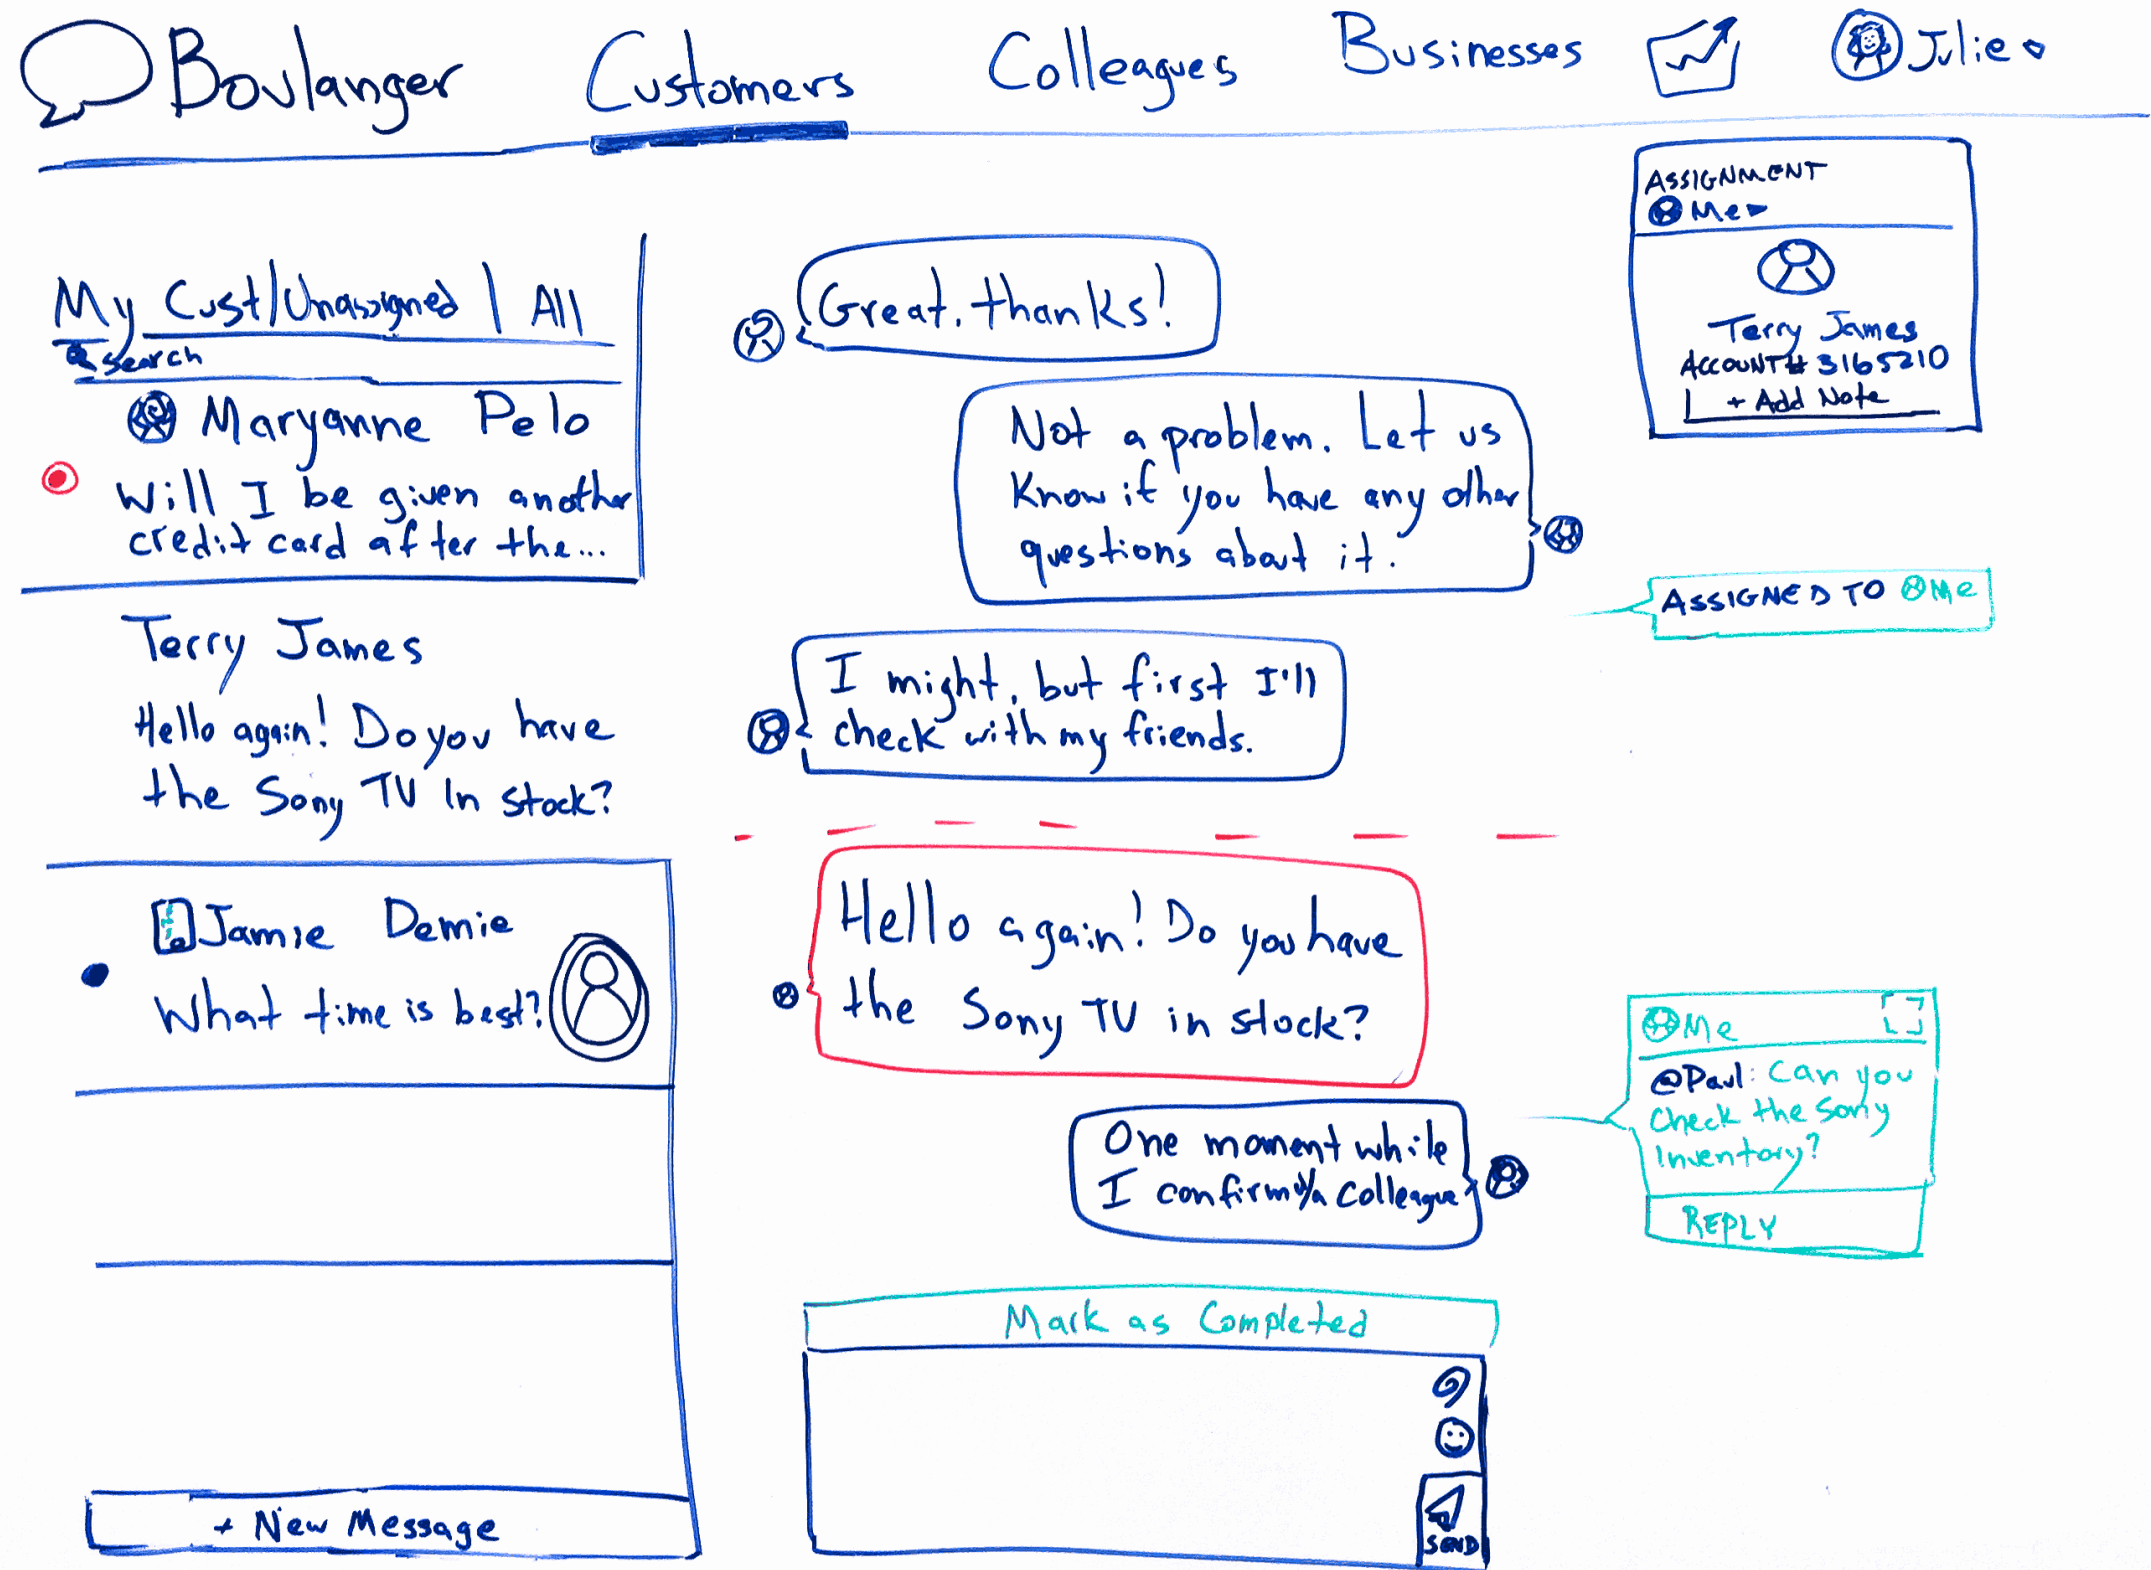 Boulanger
Customers
Colleagues
Businesses
Julie
My Cust/Unassigned | All
search
Maryanne Pelo
Will I be given another
credit card after the...
Terry James
Hello again! Do you have
the Sony TV in stock?
Jamie Demie
What time is best?
+ New Message
Great, thanks!
Not a problem. Let us
Know if you have any other
questions about it.
I might, but first I'll
check with my friends.
Hello again! Do you have
the Sony TV in stock?
One moment while
I confirm w/a colleague
Mark as Completed
SEND
ASSIGNMENT
Me
Terry James
ACCOUNT# 3165210
+ Add Note
ASSIGNED TO Me
Me
@Paul: Can you
check the Sony
Inventory?
REPLY